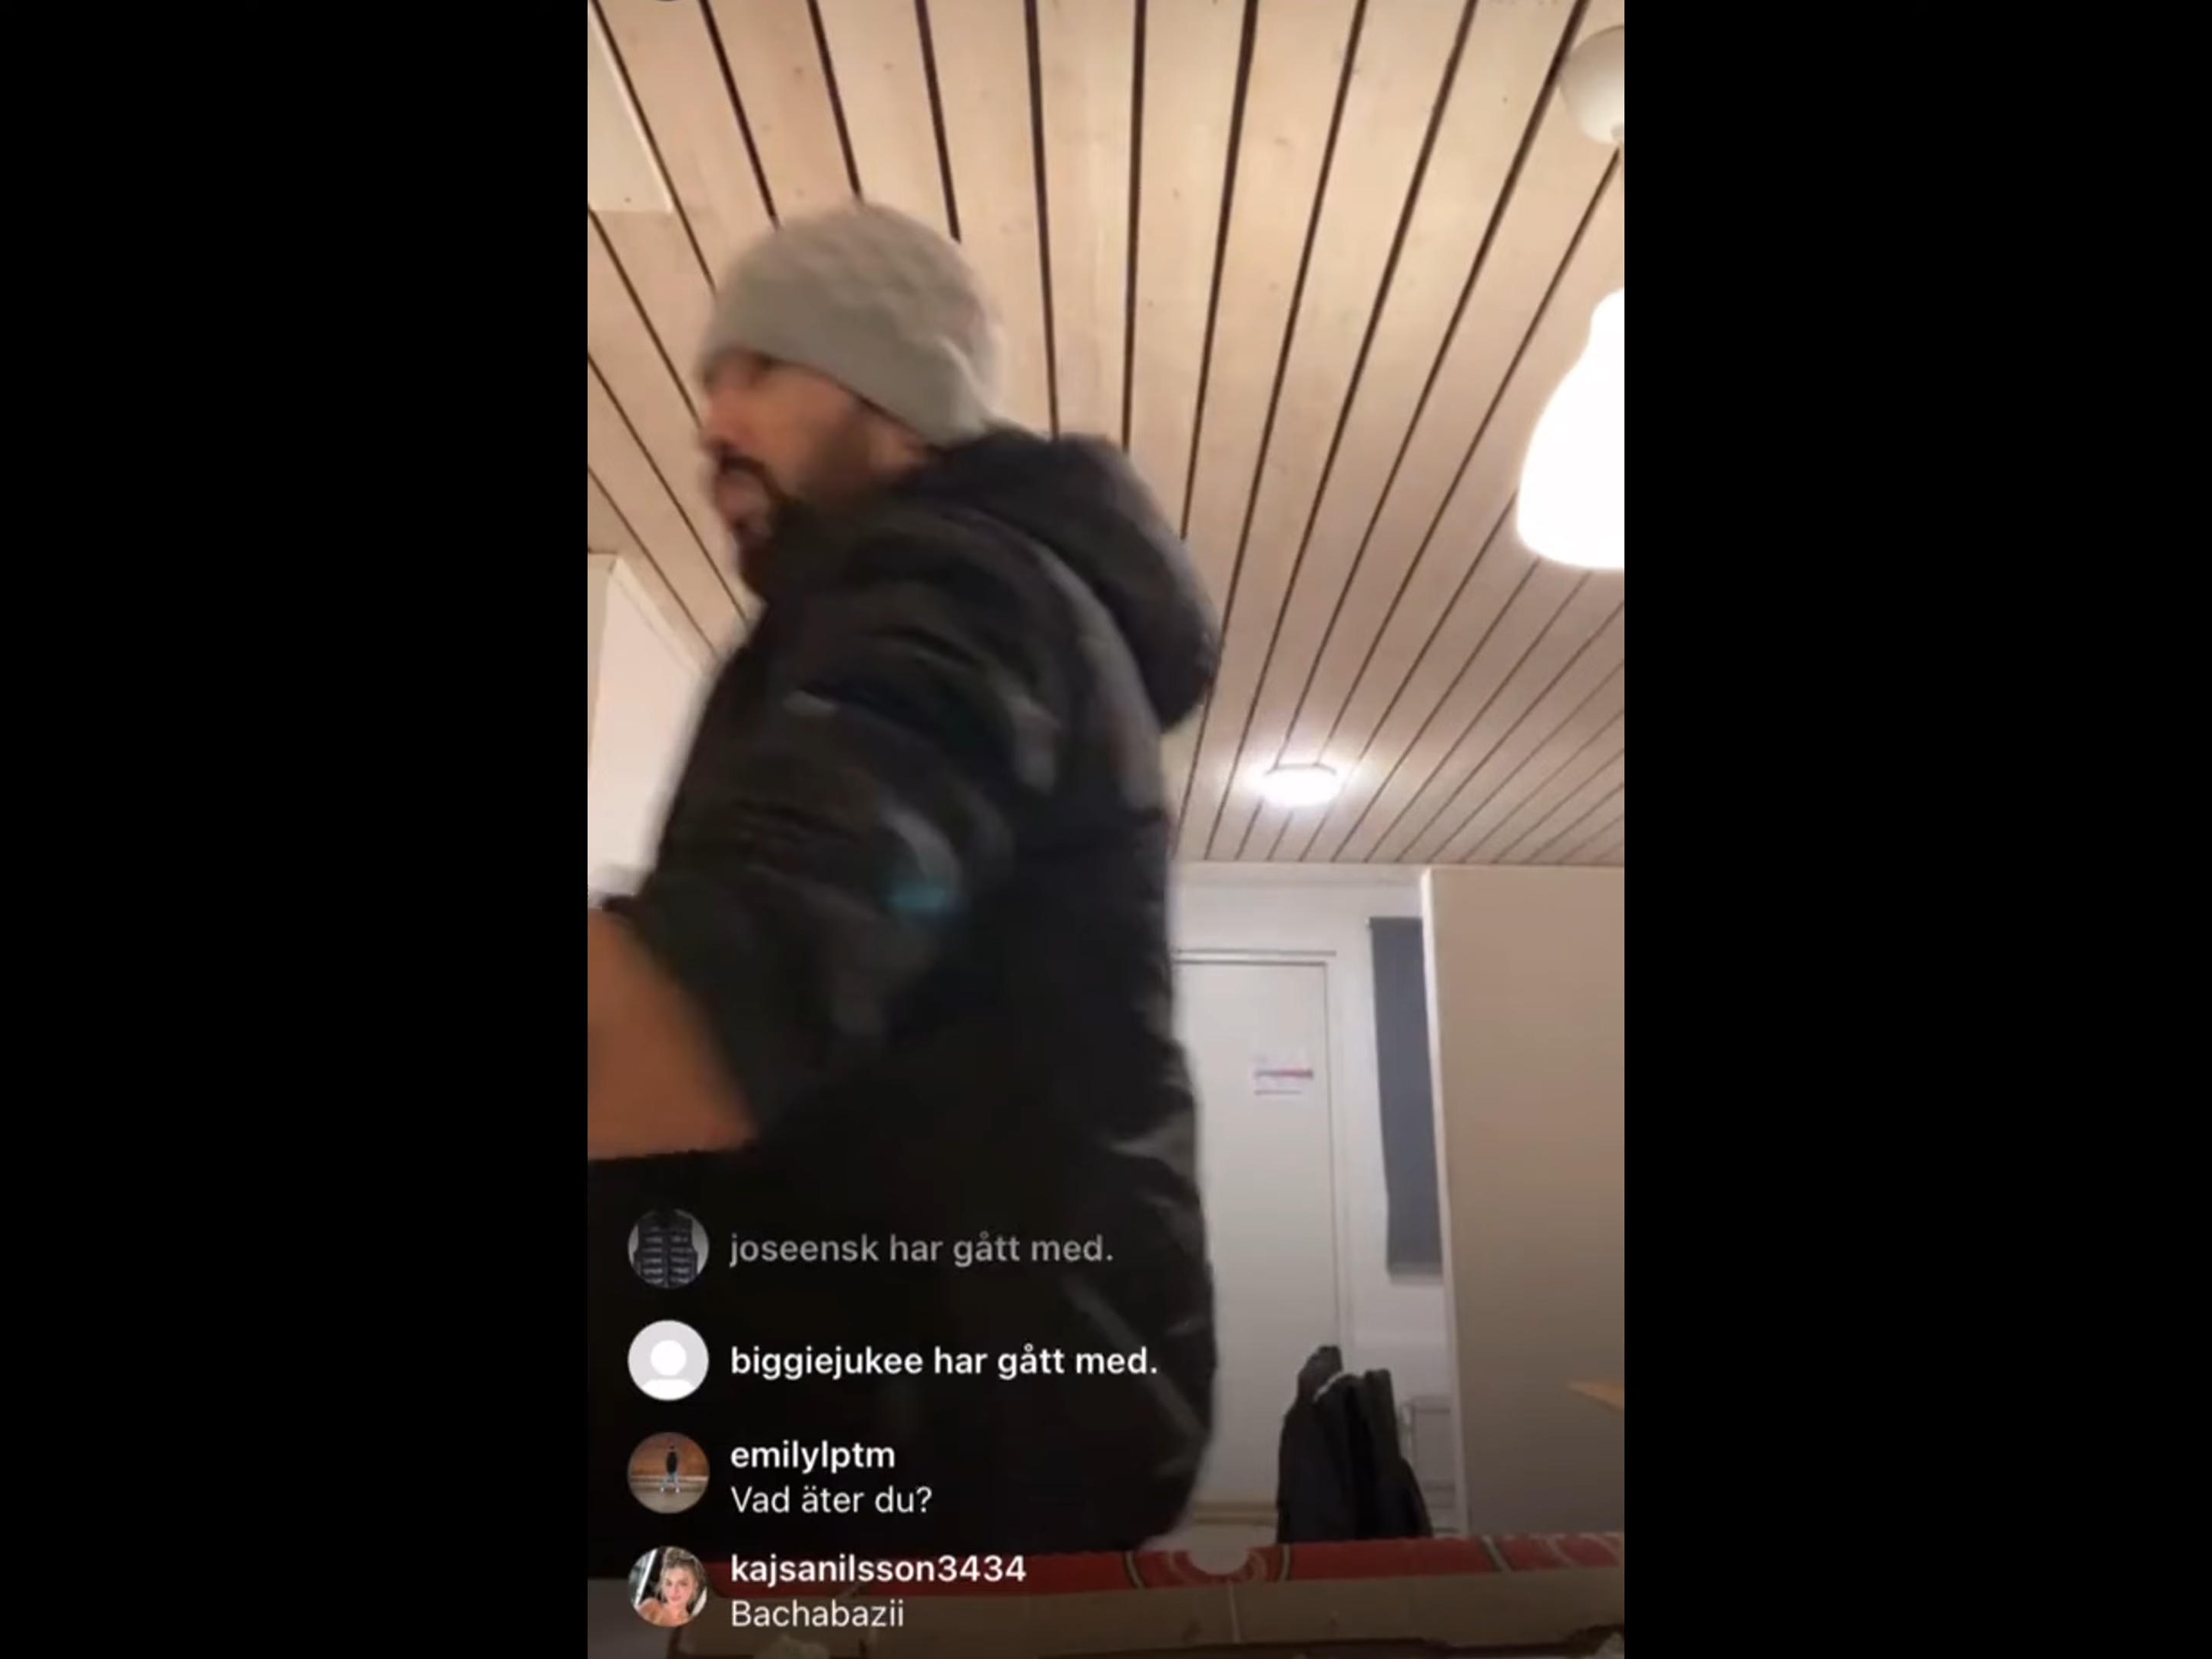 joseensk har gått med.
biggiejukee har gått med.
emilylptm
Vad äter du?
kajsanilsson3434
Bachabazii